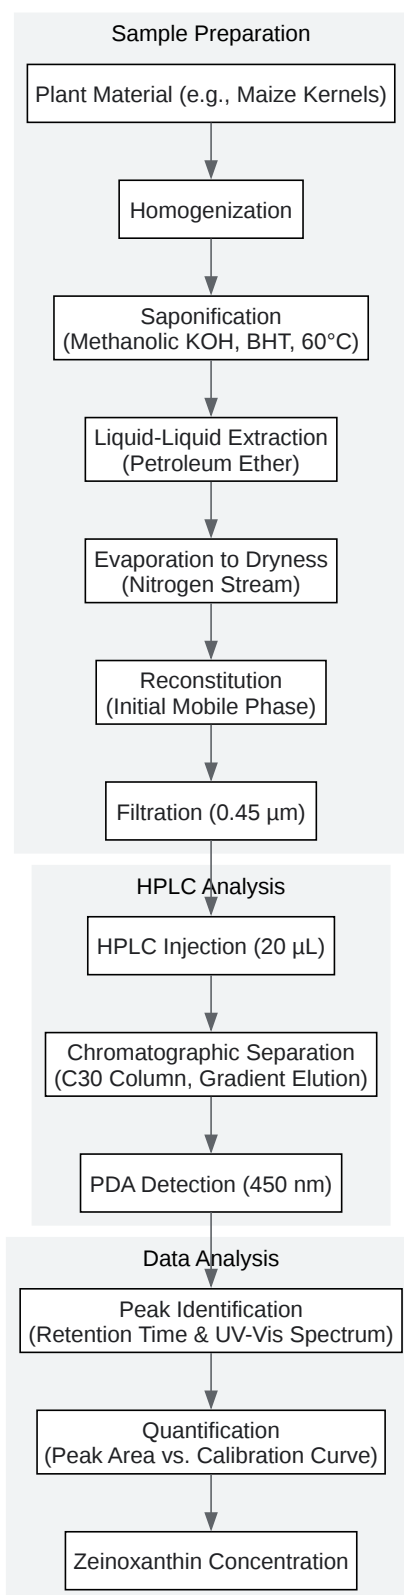 Sample Preparation
Plant Material (e.g., Maize Kernels)
Homogenization
Saponification
(Methanolic KOH, BHT, 60°C)
Liquid-Liquid Extraction
(Petroleum Ether)
Evaporation to Dryness
(Nitrogen Stream)
Reconstitution
(Initial Mobile Phase)
Filtration (0.45 µm)
HPLC Analysis
HPLC Injection (20 µL)
Chromatographic Separation
(C30 Column, Gradient Elution)
PDA Detection (450 nm)
Data Analysis
Peak Identification
(Retention Time & UV-Vis Spectrum)
Quantification
(Peak Area vs. Calibration Curve)
Zeinoxanthin Concentration